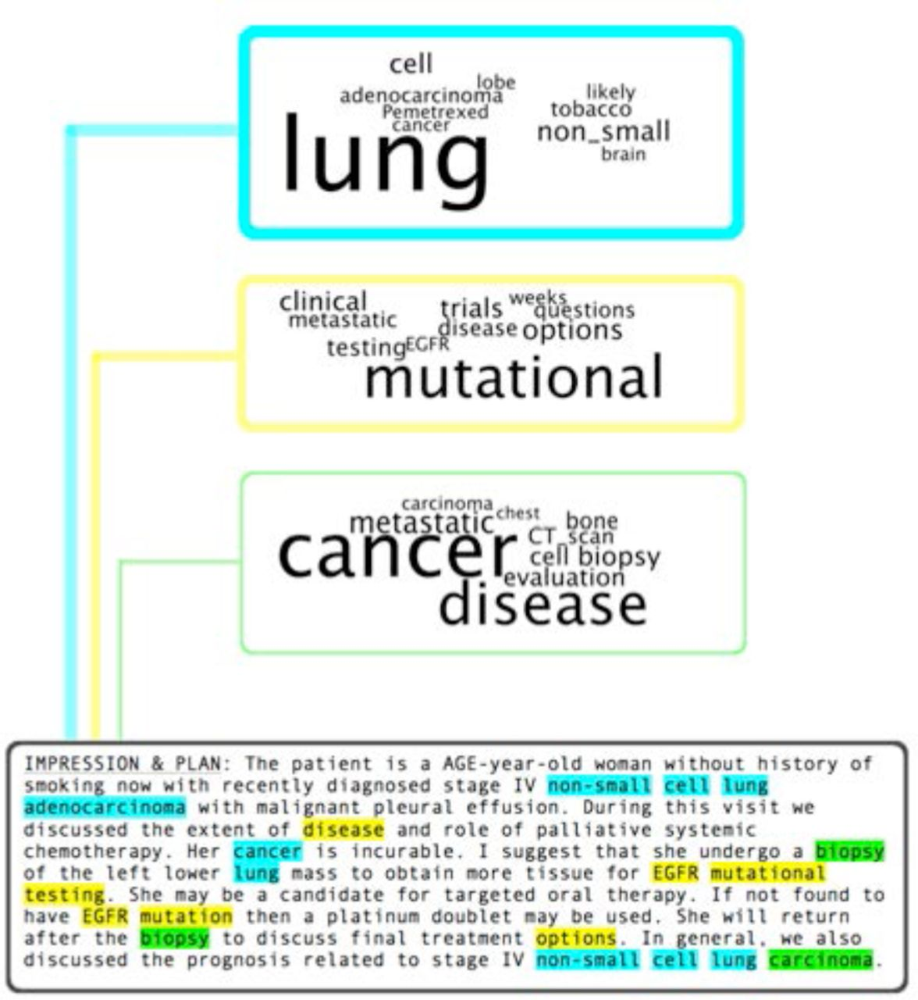 cell
lobe
adenocarcinoma
Pemetrexed
cancer
lung
likely
tobacco
non_small
brain
clinical
metastatic
trials weeks
questions
disease options
testing EGFR
mutational
carcinoma
metastatic chest
bone
cancer CT_scan
cell biopsy
evaluation
disease
IMPRESSION & PLAN: The patient is a AGE-year-old woman without history of
smoking now with recently diagnosed stage IV non-small cell lung
adenocarcinoma with malignant pleural effusion. During this visit we
discussed the extent of disease and role of palliative systemic
chemotherapy. Her cancer is incurable. I suggest that she undergo a biopsy
of the left lower lung mass to obtain more tissue for EGFR mutational
testing. She may be a candidate for targeted oral therapy. If not found to
have EGFR mutation then a platinum doublet may be used. She will return
after the biopsy to discuss final treatment options. In general, we also
discussed the prognosis related to stage IV non-small cell lung carcinoma.